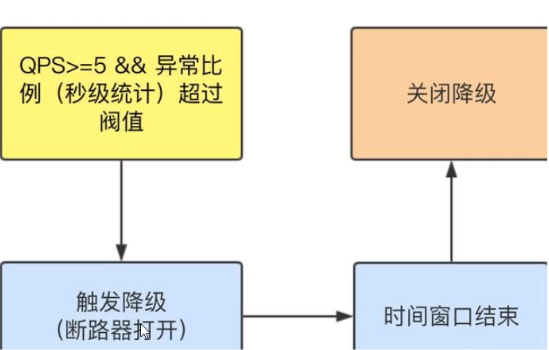 QPS>=5 && 异常比
例（秒级统计）超过
阀值
关闭降级
触发降级
（断路器打开）
时间窗口结束